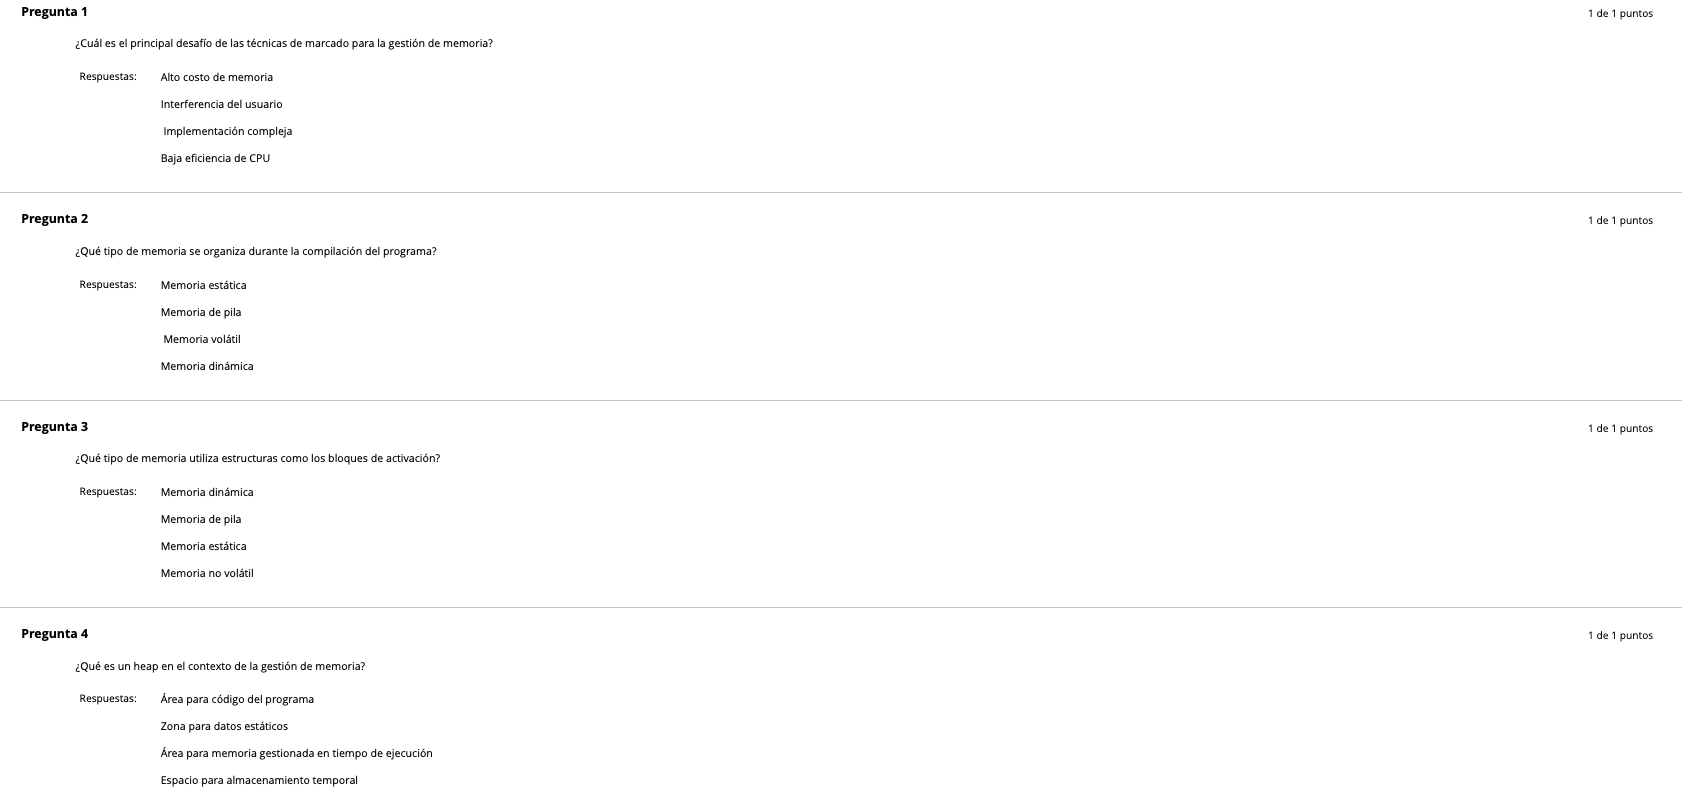 Pregunta 1
1 de 1 puntos
¿Cuál es el principal desafío de las técnicas de marcado para la gestión de memoria?
Respuestas: Alto costo de memoria
Interferencia del usuario
Implementación compleja
Baja eficiencia de CPU
Pregunta 2
1 de 1 puntos
¿Qué tipo de memoria se organiza durante la compilación del programa?
Respuestas: Memoria estática
Memoria de pila
Memoria volátil
Memoria dinámica
Pregunta 3
1 de 1 puntos
¿Qué tipo de memoria utiliza estructuras como los bloques de activación?
Respuestas: Memoria dinámica
Memoria de pila
Memoria estática
Memoria no volátil
Pregunta 4
1 de 1 puntos
¿Qué es un heap en el contexto de la gestión de memoria?
Respuestas: Área para código del programa
Zona para datos estáticos
Área para memoria gestionada en tiempo de ejecución
Espacio para almacenamiento temporal